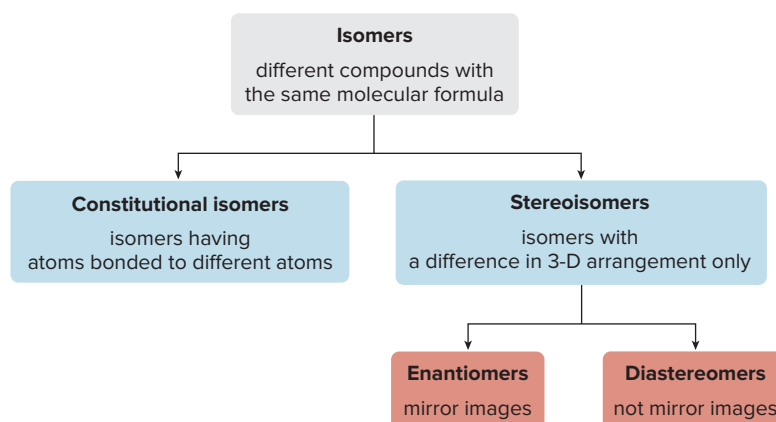 Isomers
different compounds with
the same molecular formula
Constitutional isomers
isomers having
atoms bonded to different atoms
Stereoisomers
isomers with
a difference in 3-D arrangement only
Enantiomers
mirror images
Diastereomers
not mirror images